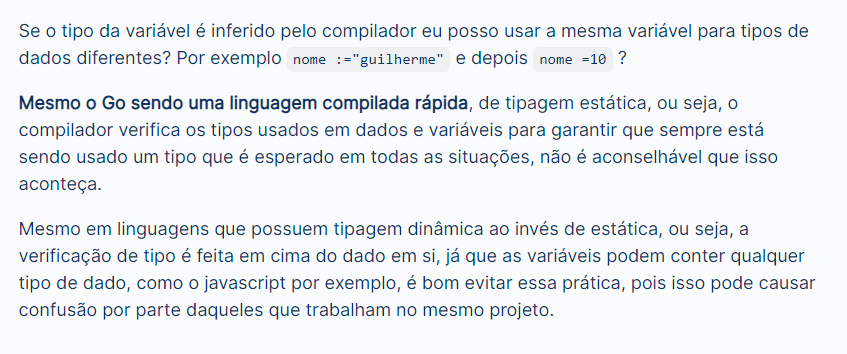 Se o tipo da variável é inferido pelo compilador eu posso usar a mesma variável para tipos de
dados diferentes? Por exemplo nome :="guilherme" e depois nome =10 ?
Mesmo o Go sendo uma linguagem compilada rápida, de tipagem estática, ou seja, o
compilador verifica os tipos usados em dados e variáveis para garantir que sempre está
sendo usado um tipo que é esperado em todas as situações, não é aconselhável que isso
aconteça.
Mesmo em linguagens que possuem tipagem dinâmica ao invés de estática, ou seja, a
verificação de tipo é feita em cima do dado em si, já que as variáveis podem conter qualquer
tipo de dado, como o javascript por exemplo, é bom evitar essa prática, pois isso pode causar
confusão por parte daqueles que trabalham no mesmo projeto.